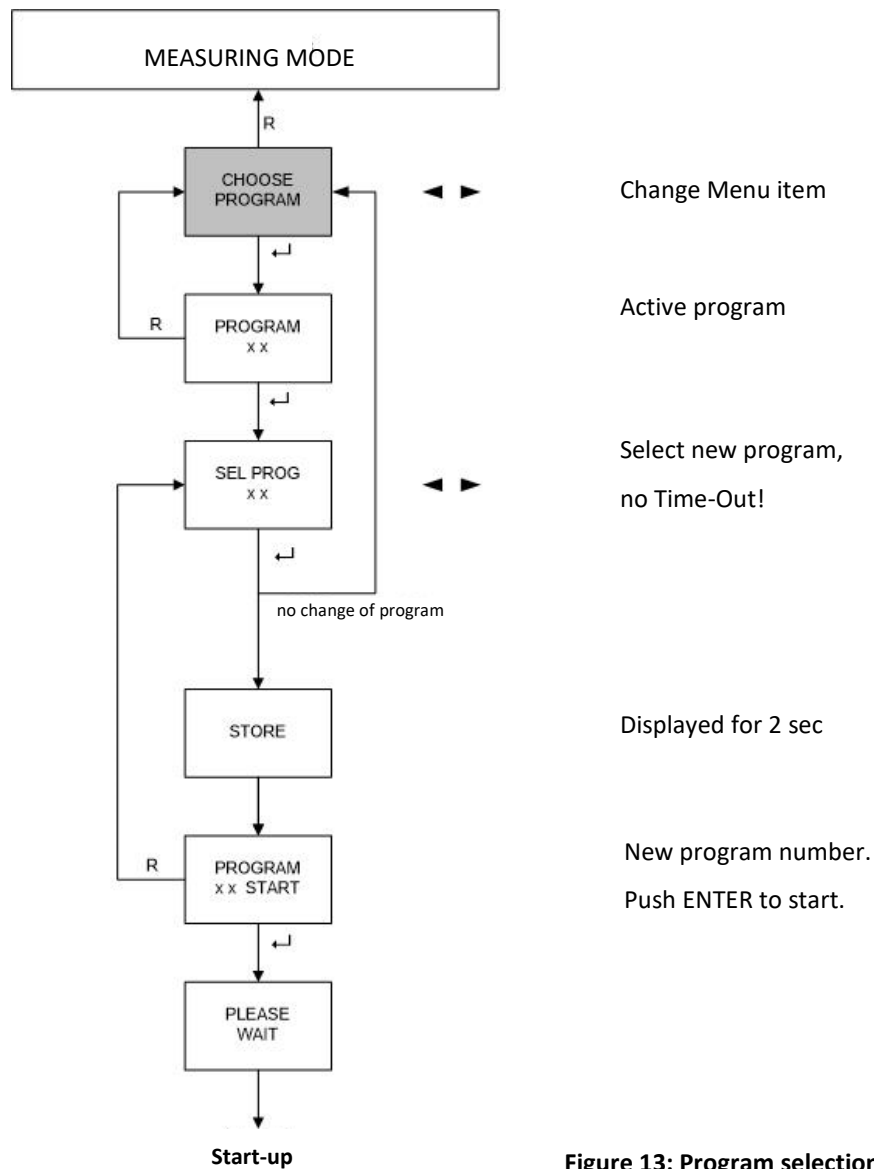 MEASURING MODE
R
CHOOSE
PROGRAM
Change Menu item
Active program
R
PROGRAM
x x
Select new program,
SEL PROG
x x
no Time-Out!
no change of program
STORE
Displayed for 2 sec
New program number.
R
PROGRAM
x x START
Push ENTER to start.
PLEASE
WAIT
Start-up
Figure 13: Program selection